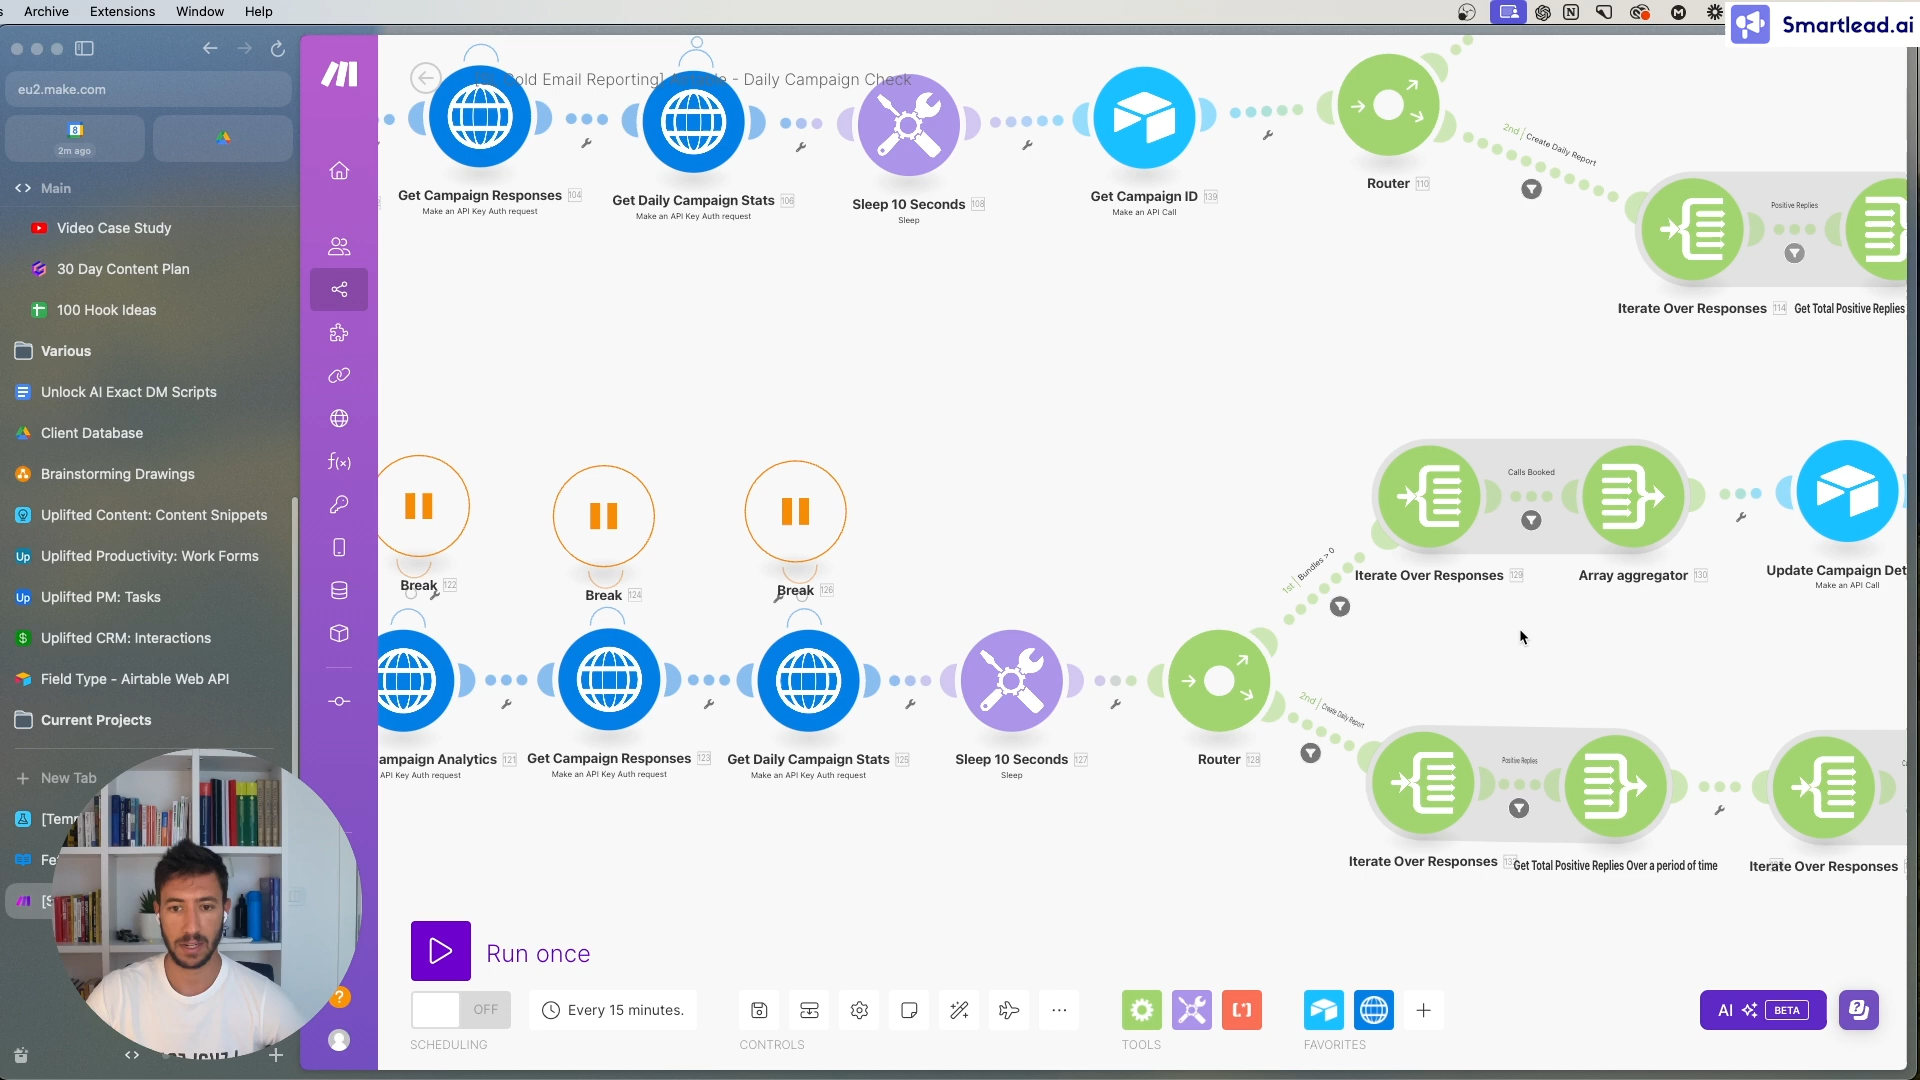 Archive Extensions Window Help
Smartlead.ai
eu2.make.com
8
2m ago
Main
Video Case Study
30 Day Content Plan
100 Hook Ideas
Various
Unlock AI Exact DM Scripts
Client Database
Brainstorming Drawings
Uplifted Content: Content Snippets
Up Uplifted Productivity: Work Forms
Up Uplifted PM: Tasks
$ Uplifted CRM: Interactions
Field Type - Airtable Web API
Current Projects
New Tab
Cold Email Reporting]
- Daily Campaign Check
Get Campaign Responses 104
Make an API Key Auth request
Get Daily Campaign Stats 106
Make an API Key Auth request
Sleep 10 Seconds 108
Sleep
Get Campaign ID 139
Make an API Call
Router 110
2nd | Create Daily Report
Positive Replies
Iterate Over Responses 114
Get Total Positive Replies
Break 122
Break 124
Break 126
1st | Bundles > 0
Calls Booked
Iterate Over Responses 129
Array aggregator 130
Update Campaign Det
Make an API Call
ampaign Analytics 121
API Key Auth request
Get Campaign Responses 123
Make an API Key Auth request
Get Daily Campaign Stats 125
Make an API Key Auth request
Sleep 10 Seconds 127
Sleep
Router 128
2nd | Create Daily Report
Positive Replies
Iterate Over Responses
Get Total Positive Replies Over a period of time
Iterate Over Responses
f(x)
?
Run once
OFF
Every 15 minutes.
SCHEDULING
CONTROLS
TOOLS
FAVORITES
AI BETA